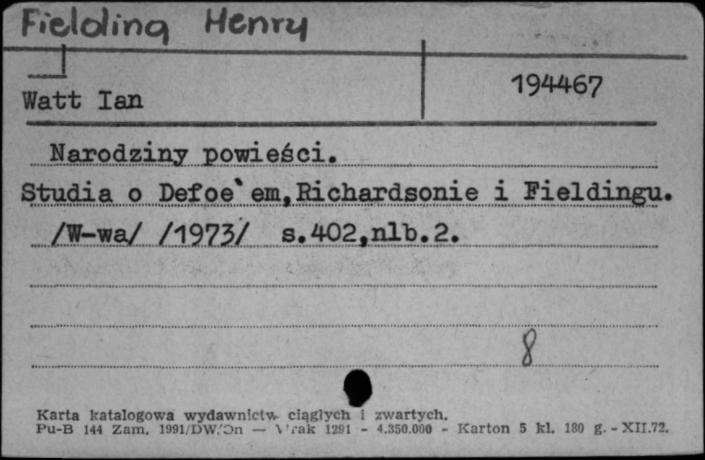 Fielding Henry
194467
Watt Ian
Narodziny powieści.
Studia o Defoe`em,Richardsonie i Fieldingu.
/W-wa/ /1973/ s.402,nlb.2.
8
Karta katalogowa wydawnictw ciągłych i zwartych.
Pu-B 144 Zam. 1991/DW/On — 1291 - 4.350.000 - Karton 5 kl. 180 g. - XII.72.